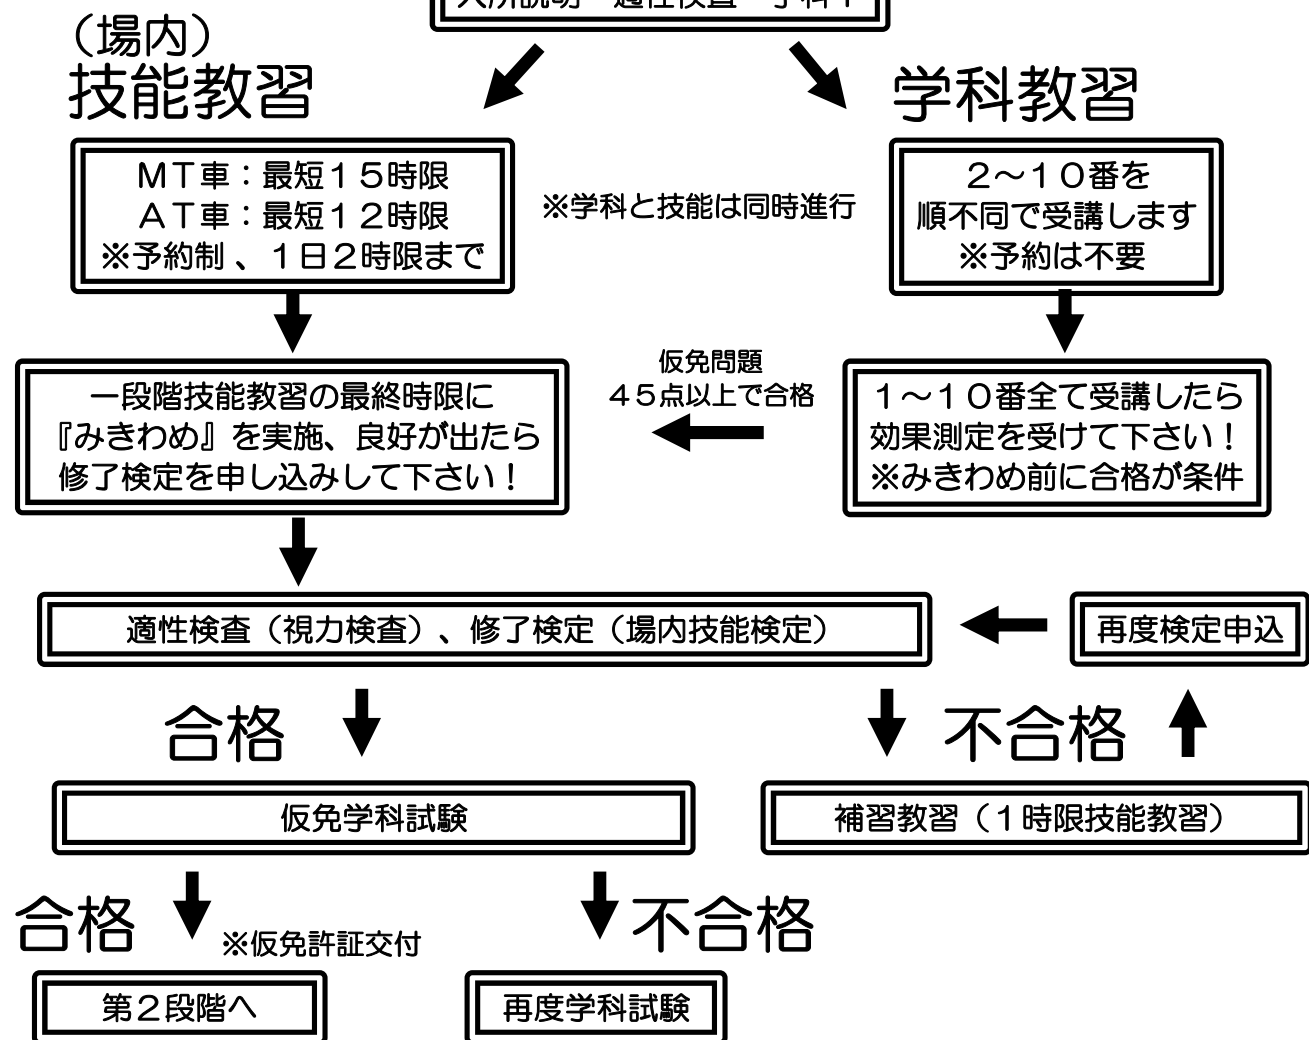 入所説明 適性検査 学科1
（場内）
技能教習
学科教習
ＭＴ車：最短１５時限
ＡＴ車：最短１２時限
※予約制、１日２時限まで
※学科と技能は同時進行
２～１０番を
順不同で受講します
※予約は不要
一段階技能教習の最終時限に
『みきわめ』を実施、良好が出たら
修了検定を申し込みして下さい！
仮免問題
４５点以上で合格
１～１０番全て受講したら
効果測定を受けて下さい！
※みきわめ前に合格が条件
適性検査（視力検査）、修了検定（場内技能検定）
再度検定申込
合格
不合格
仮免学科試験
補習教習（１時限技能教習）
合格
※仮免許証交付
不合格
第２段階へ
再度学科試験